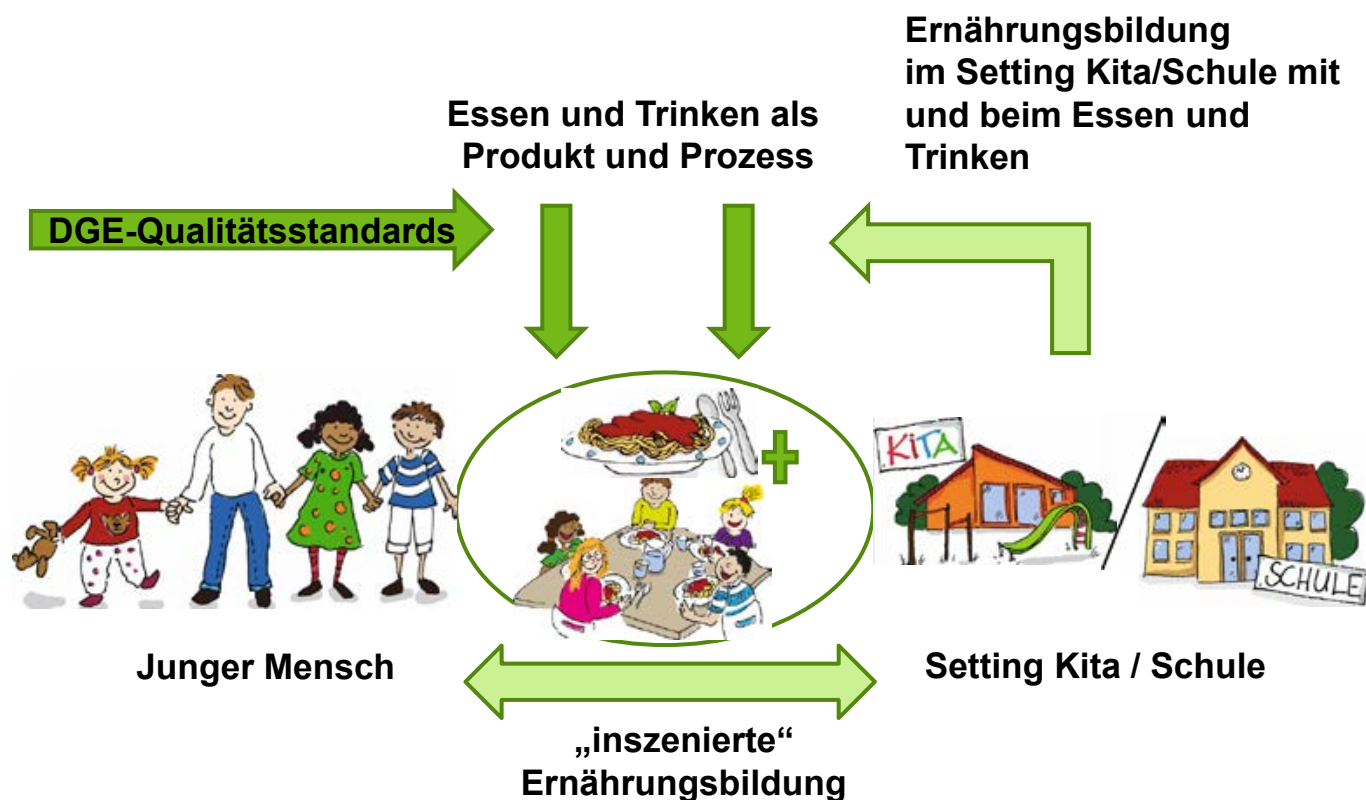 Ernährungsbildung
im Setting Kita/Schule mit
und beim Essen und
Trinken
Essen und Trinken als
Produkt und Prozess
DGE-Qualitätsstandards
KiTA
SCHULE
Junger Mensch
Setting Kita / Schule
„inszenierte“
Ernährungsbildung